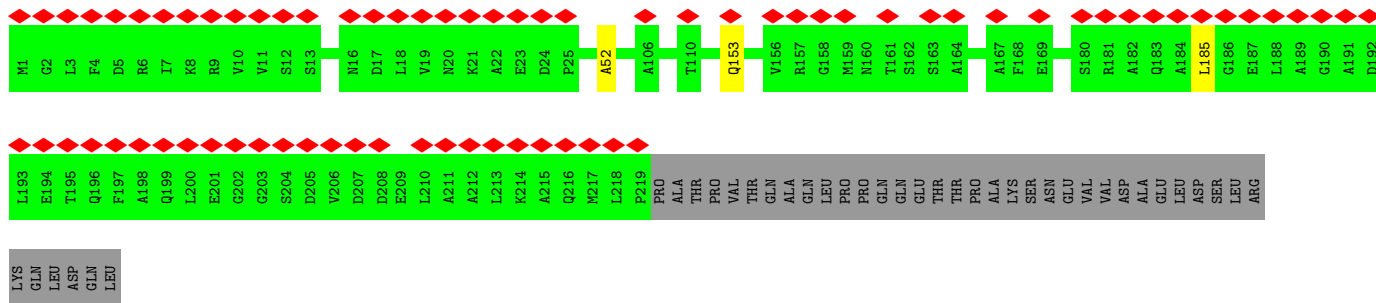 M1 G2 L3 F4 D5 R6 I7 K8 R9 V10 V11 S12 S13 N16 D17 L18 V19 N20 K21 A22 E23 D24 P25 A52 A106 T110 Q153 V156 R157 G158 M159 N160 T161 S162 S163 A164 A167 F168 E169 S180 R181 A182 Q183 A184 L185 G186 E187 L188 A189 G190 A191 D192
L193 E194 T195 Q196 F197 A198 Q199 L200 E201 G202 G203 S204 D205 V206 D207 D208 E209 L210 A211 A212 L213 K214 A215 Q216 M217 L218 P219 PRO ALA THR PRO VAL THR GLN ALA GLN LEU PRO PRO GLN GLN GLU THR THR PRO ALA LYS SER ASN GLU VAL VAL ASP ALA GLU LEU ASP SER LEU ARG
LYS GLN LEU ASP GLN LEU